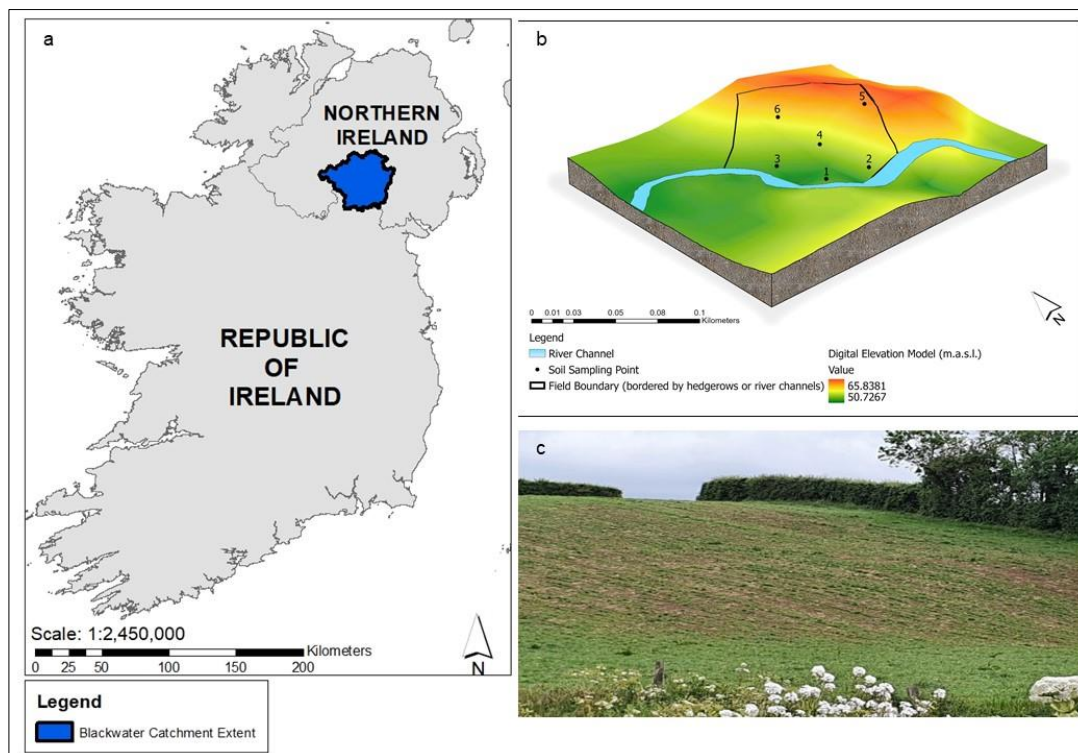 a
NORTHERN
IRELAND
REPUBLIC
OF
IRELAND
Scale: 1:2,450,000
Kilometers
0 25 50 100 150 200
N
Legend
Blackwater Catchment Extent
b
5
6
4
3
2
1
0 0.01 0.03 0.05 0.08 0.1
Kilometers
N
Legend
River Channel
Soil Sampling Point
Field Boundary (bordered by hedgerows or river channels)
Digital Elevation Model (m.a.s.l.)
Value
65.8381
50.7267
c